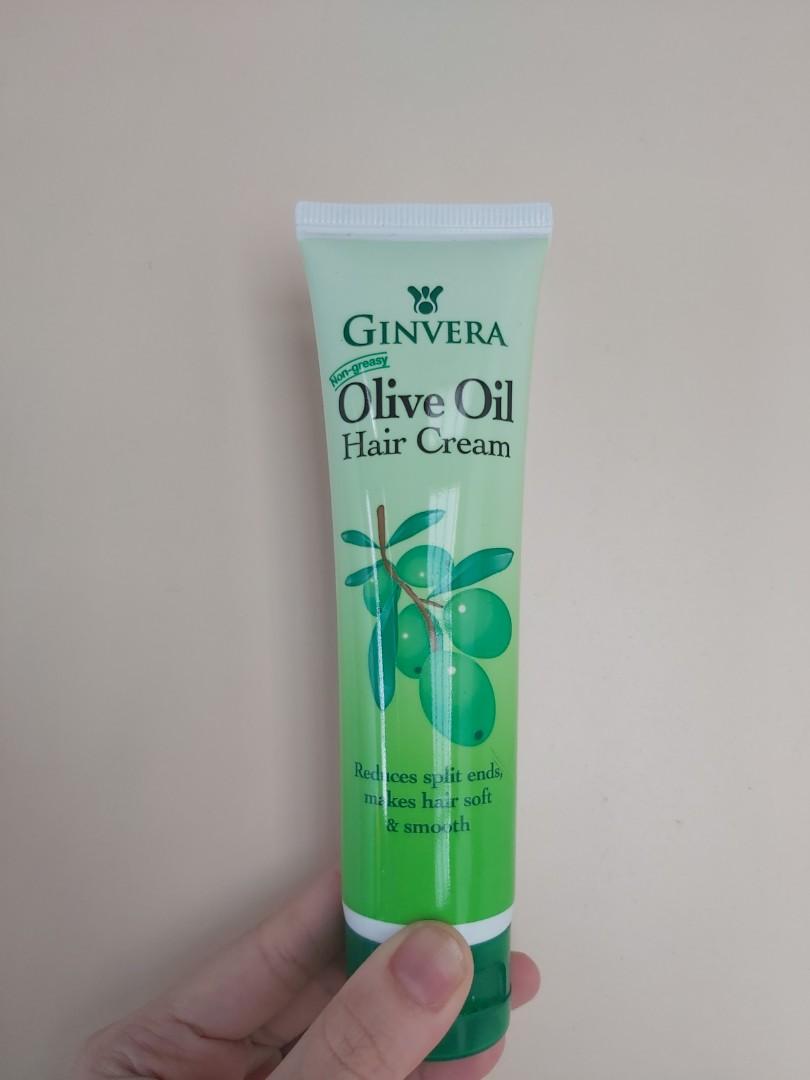 GINVERA
Non-greasy
Olive Oil
Hair Cream
Reduces split ends,
makes hair soft
& smooth